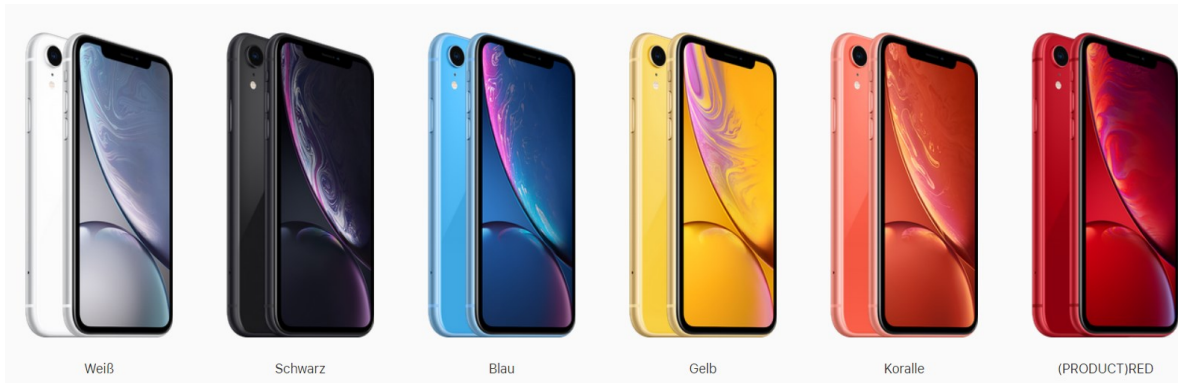 Weiß
Schwarz
Blau
Gelb
Koralle
(PRODUCT)RED